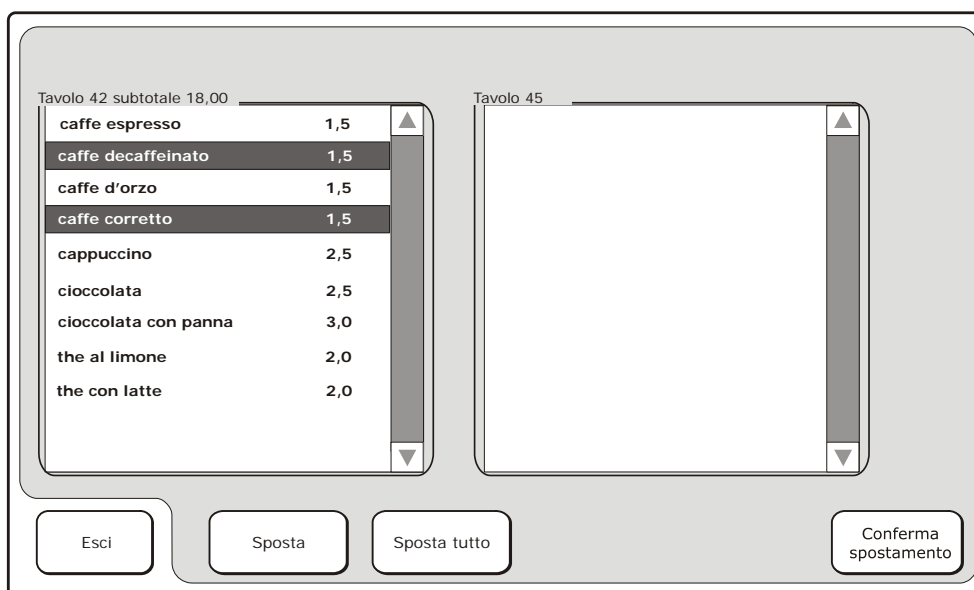 Tavolo 42 subtotale 18,00
caffe espresso 1,5
caffe decaffeinato 1,5
caffe d'orzo 1,5
caffe corretto 1,5
cappuccino 2,5
cioccolata 2,5
cioccolata con panna 3,0
the al limone 2,0
the con latte 2,0
Tavolo 45
Esci
Sposta
Sposta tutto
Conferma
spostamento